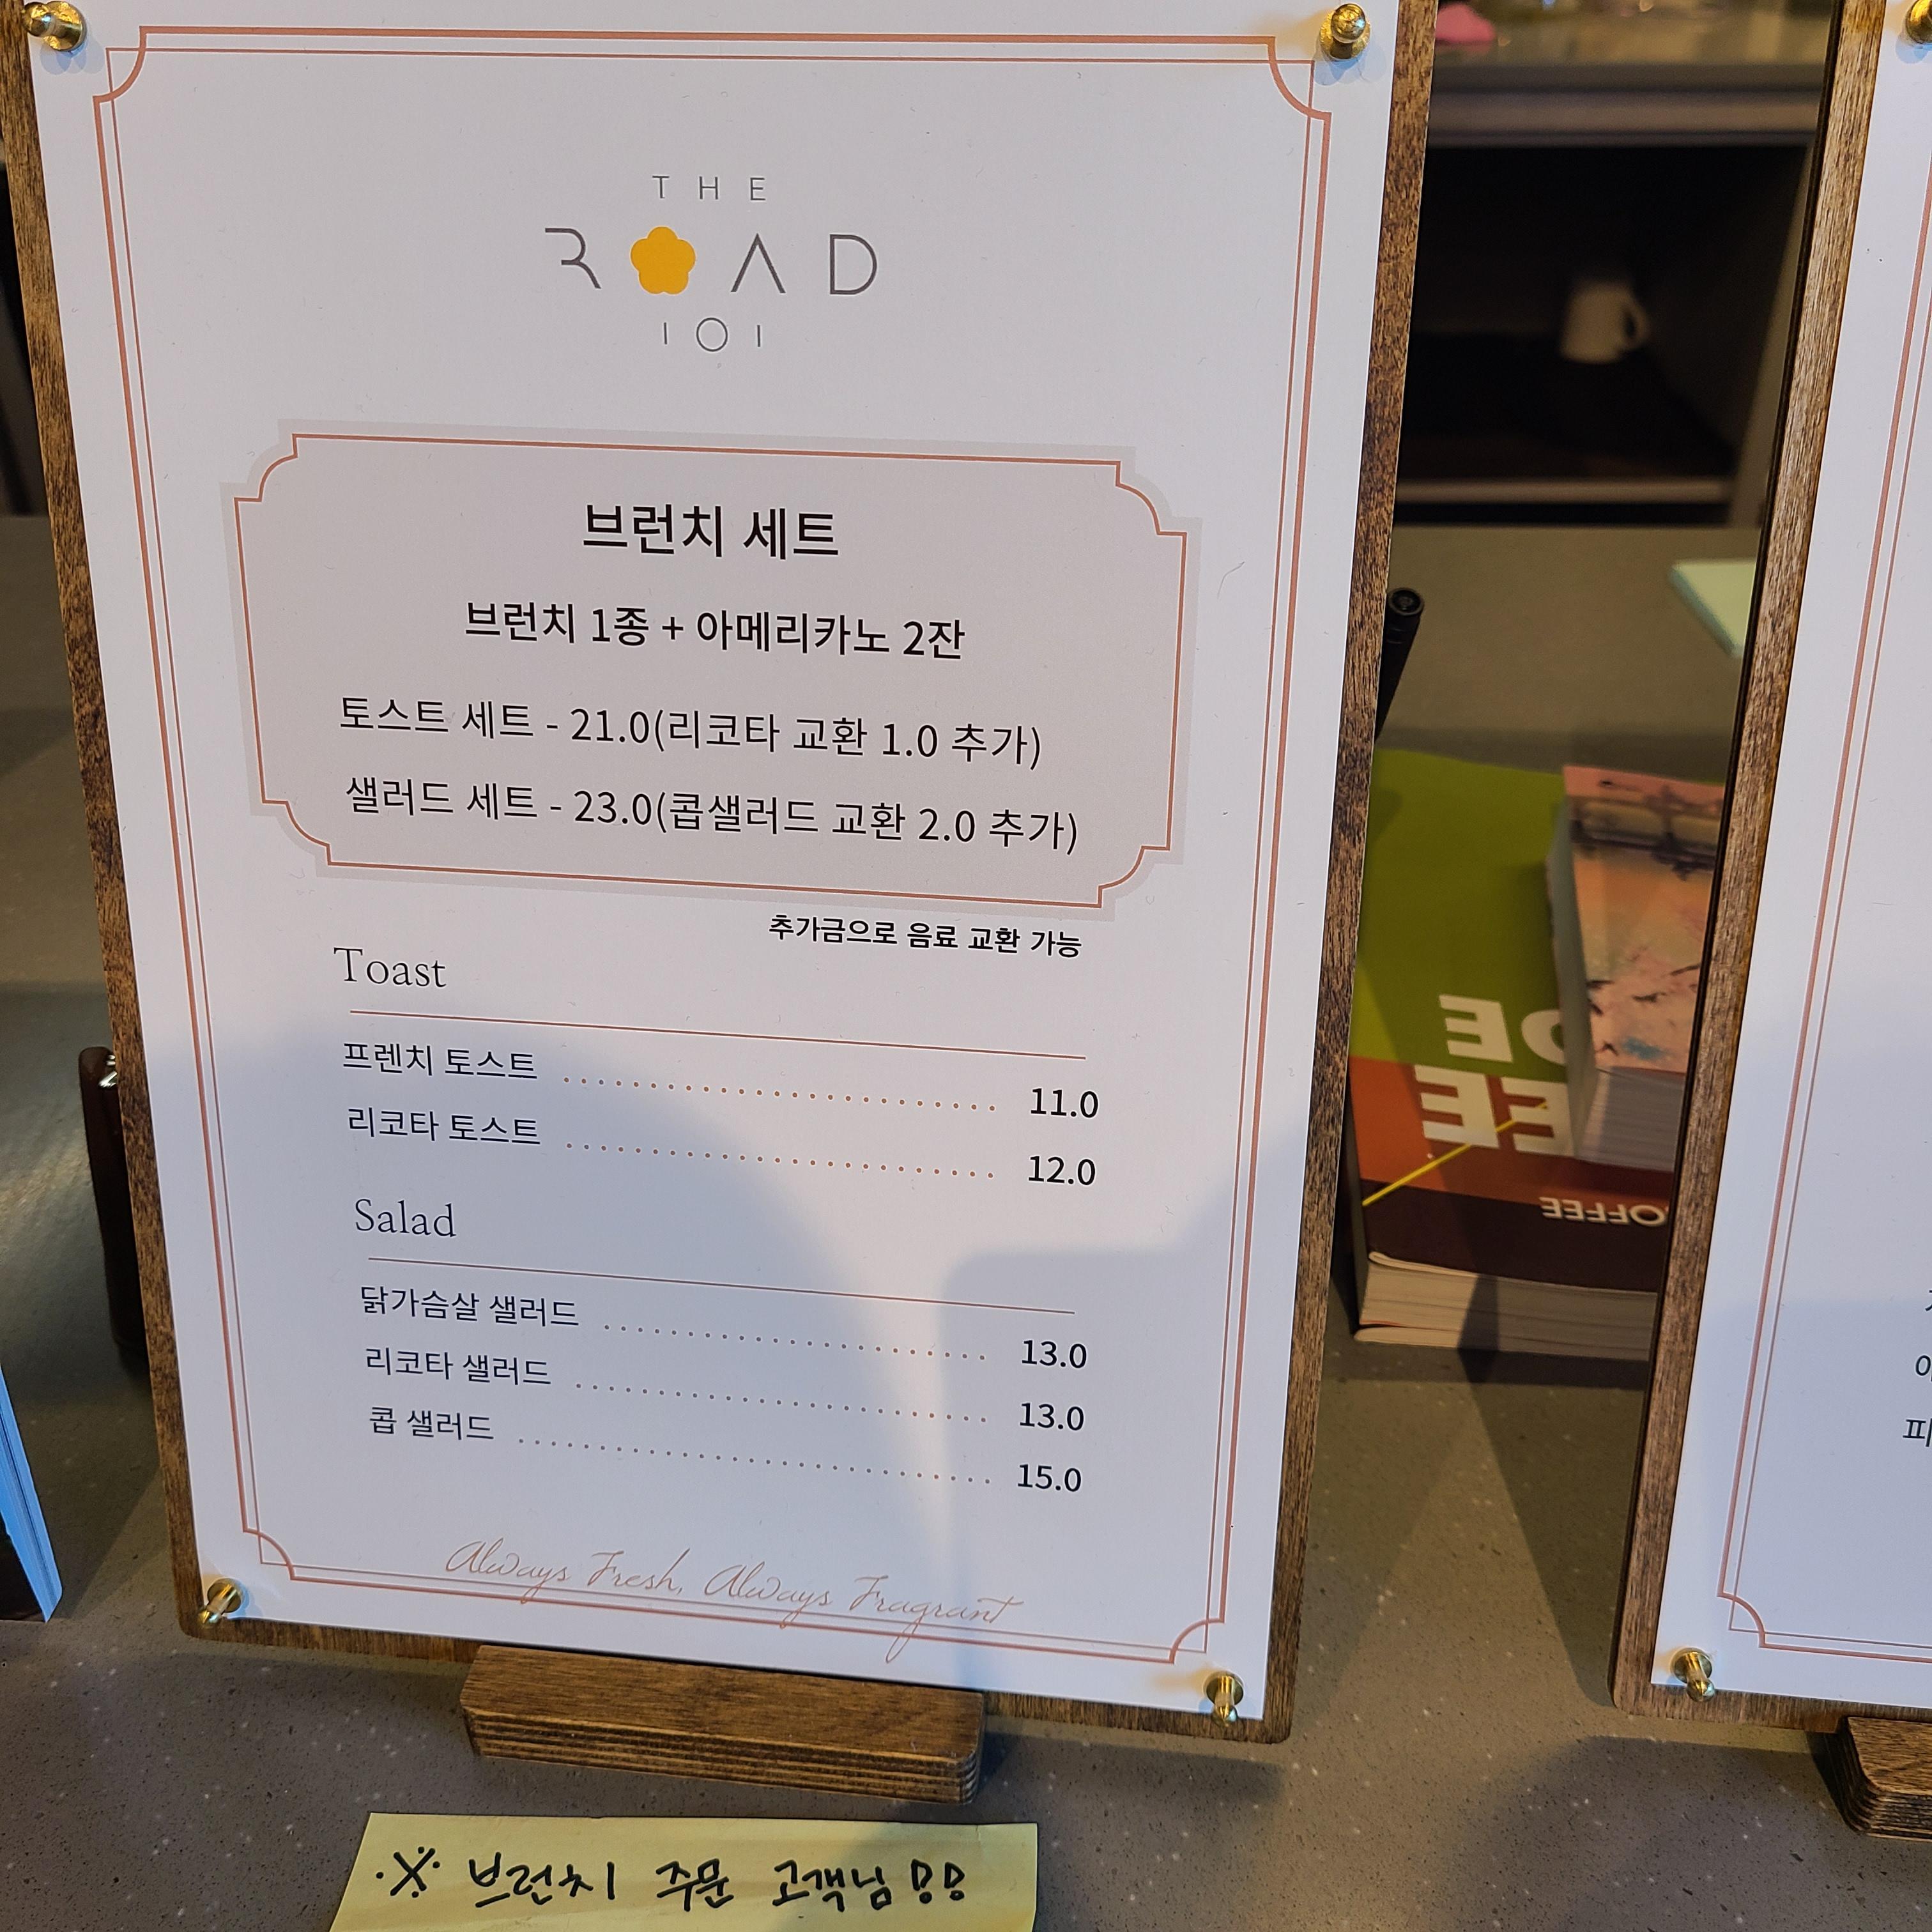 THE
ROAD
101
브런치 세트
브런치 1종 + 아메리카노 2잔
토스트 세트 - 21.0(리코타 교환 1.0 추가)
샐러드 세트 - 23.0(콥샐러드 교환 2.0 추가)
추가금으로 음료 교환 가능
Toast
프렌치 토스트 11.0
리코타 토스트 12.0
Salad
닭가슴살 샐러드 13.0
리코타 샐러드 13.0
콥 샐러드 15.0
Always Fresh, Always Fragrant
※ 브런치 주문 고객님!!